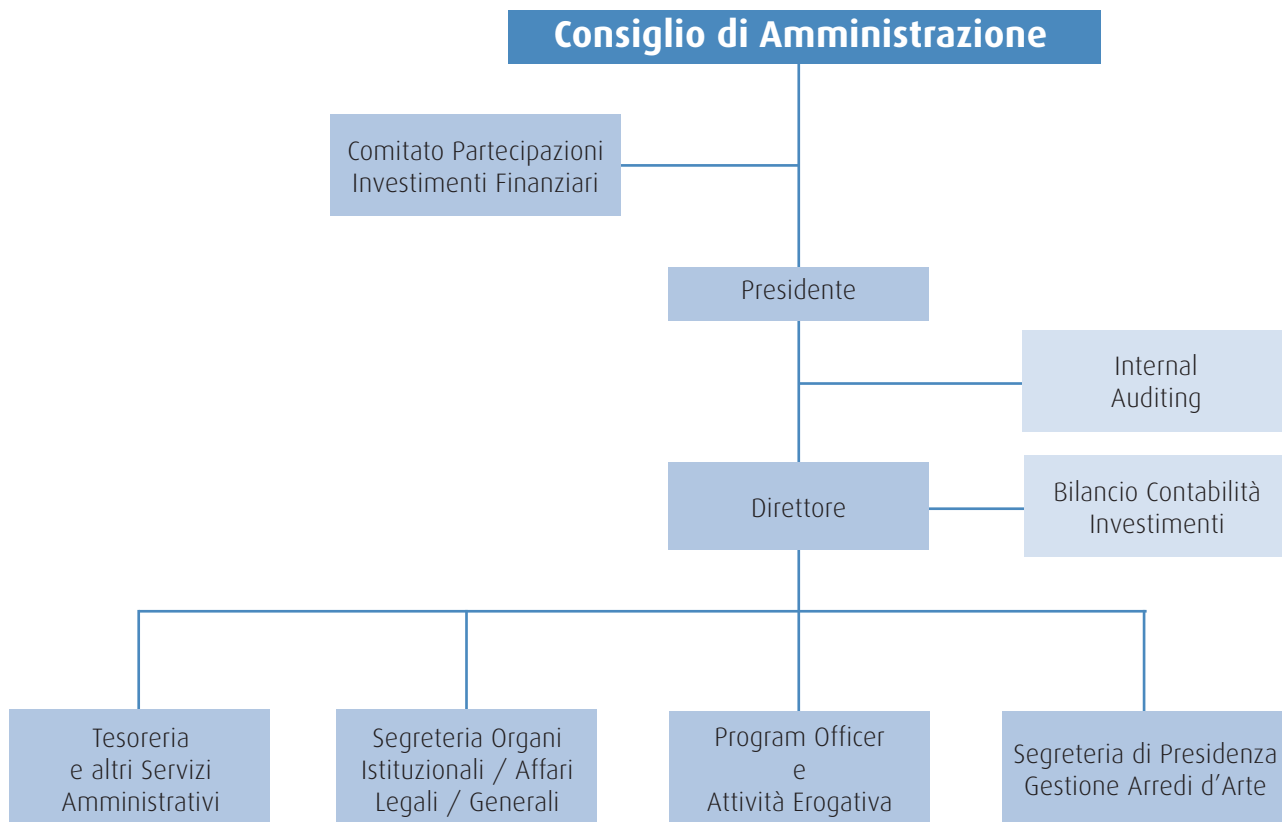 Consiglio di Amministrazione
Comitato Partecipazioni
Investimenti Finanziari
Presidente
Internal
Auditing
Direttore
Bilancio Contabilità
Investimenti
Tesoreria
e altri Servizi
Amministrativi
Segreteria Organi
Istituzionali / Affari
Legali / Generali
Program Officer
e
Attività Erogativa
Segreteria di Presidenza
Gestione Arredi d’Arte